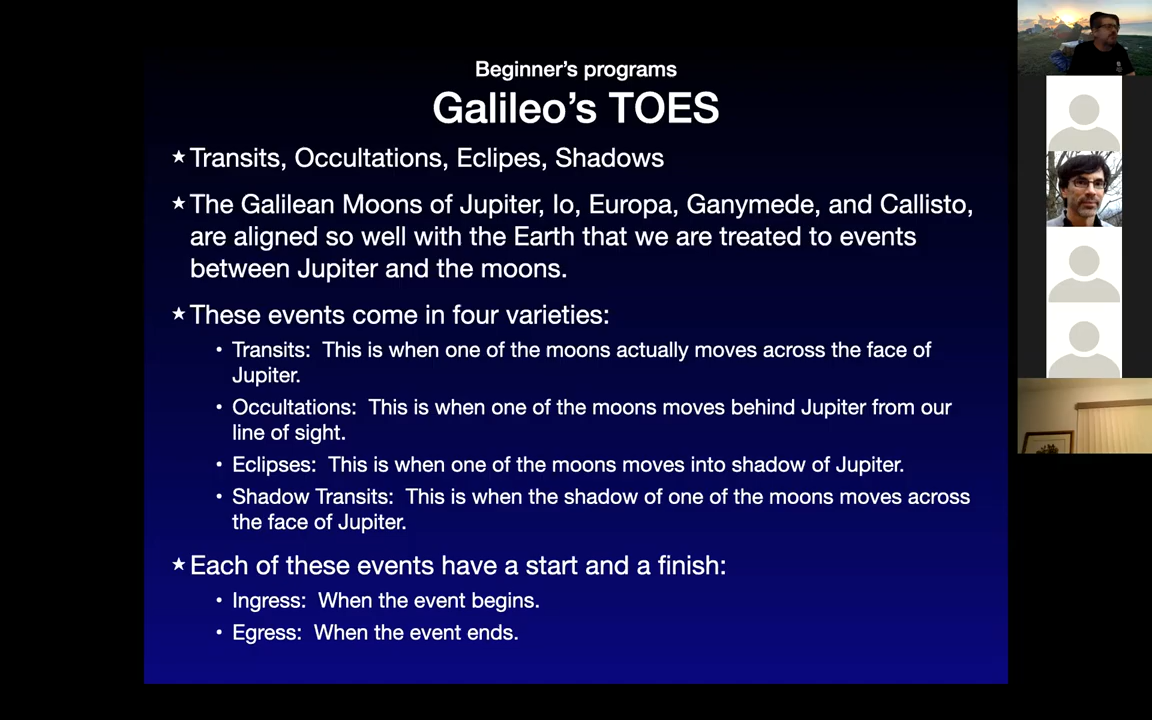 Beginner's programs
Galileo's TOES
★Transits, Occultations, Eclipes, Shadows
★The Galilean Moons of Jupiter, Io, Europa, Ganymede, and Callisto,
are aligned so well with the Earth that we are treated to events
between Jupiter and the moons.
★These events come in four varieties:
• Transits:  This is when one of the moons actually moves across the face of
Jupiter.
• Occultations:  This is when one of the moons moves behind Jupiter from our
line of sight.
• Eclipses:  This is when one of the moons moves into shadow of Jupiter.
• Shadow Transits:  This is when the shadow of one of the moons moves across
the face of Jupiter.
★Each of these events have a start and a finish:
• Ingress:  When the event begins.
• Egress:  When the event ends.